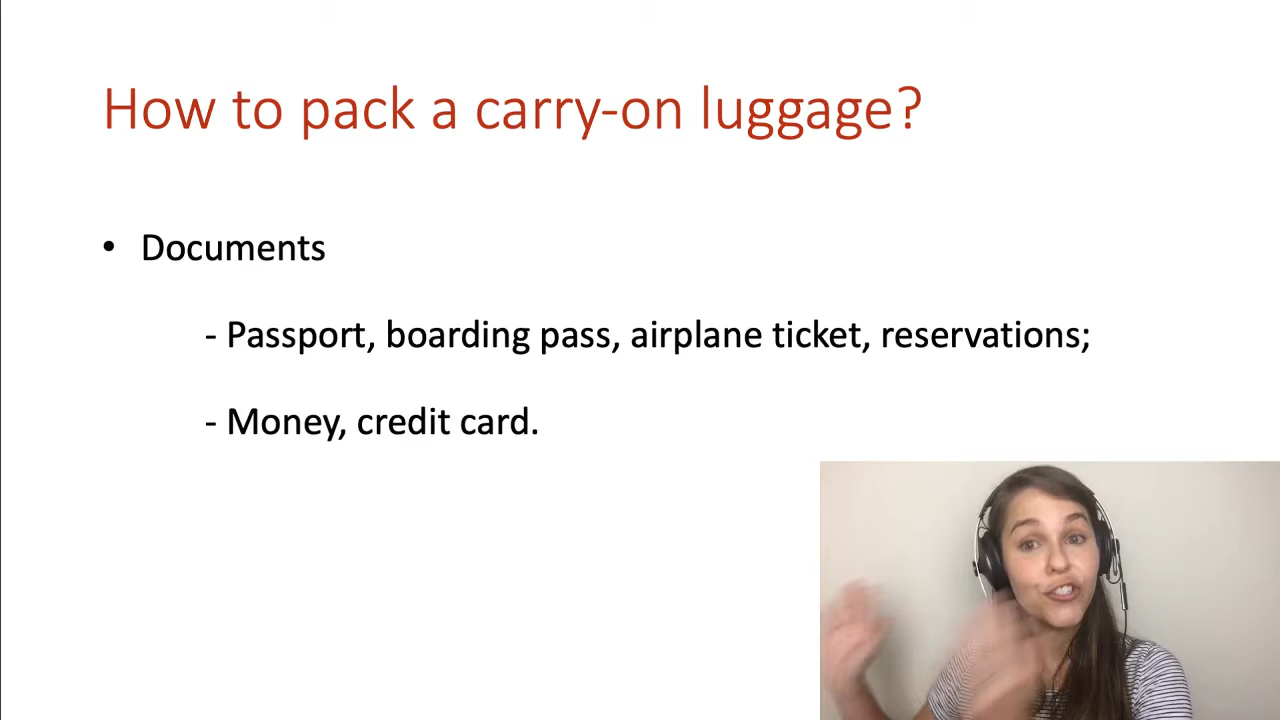 How to pack a carry-on luggage?
• Documents
- Passport, boarding pass, airplane ticket, reservations;
- Money, credit card.